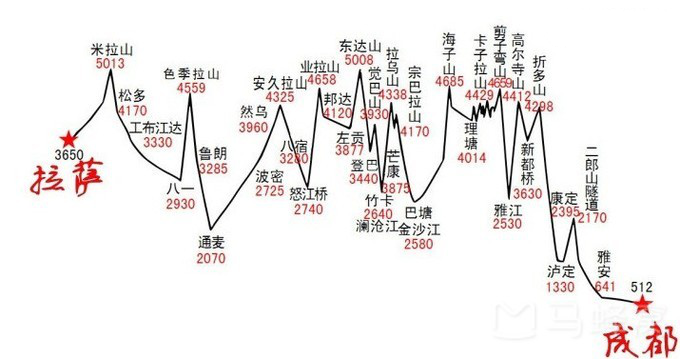 米拉山
5013
松多
4170
工布江达
3330
3650
拉萨
八一
2930
色季拉山
4559
鲁朗
3285
通麦
2070
波密
2725
然乌
3960
安久拉山
4325
八宿
3280
怒江桥
2740
业拉山
4658
邦达
4120
左贡
3877
东达山
5008
登巴
3440
觉巴山
3930
竹卡
2640
澜沧江
拉乌山
4338
芒康
3875
宗巴拉山
4170
巴塘
金沙江
2580
海子山
4685
理塘
4014
卡子拉山
4429
剪子弯山
4659
雅江
2530
高尔寺山
4412
新都桥
3630
折多山
4298
康定
2395
泸定
1330
二郎山隧道
2170
雅安
641
512
成都
马蜂窝